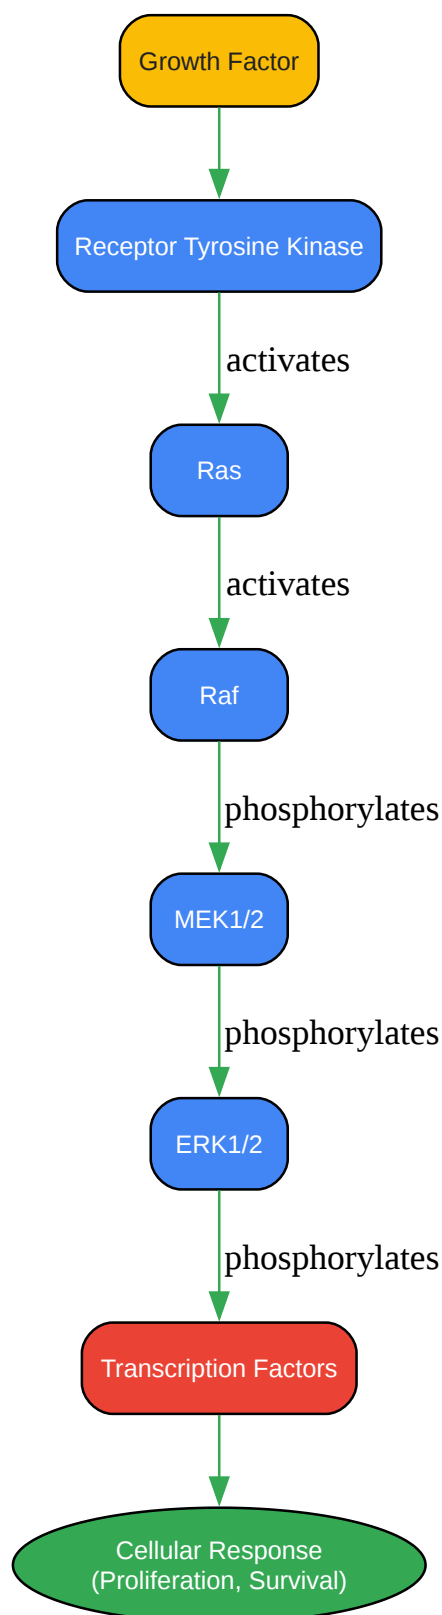 Growth Factor
Receptor Tyrosine Kinase
activates
Ras
activates
Raf
phosphorylates
MEK1/2
phosphorylates
ERK1/2
phosphorylates
Transcription Factors
Cellular Response
(Proliferation, Survival)